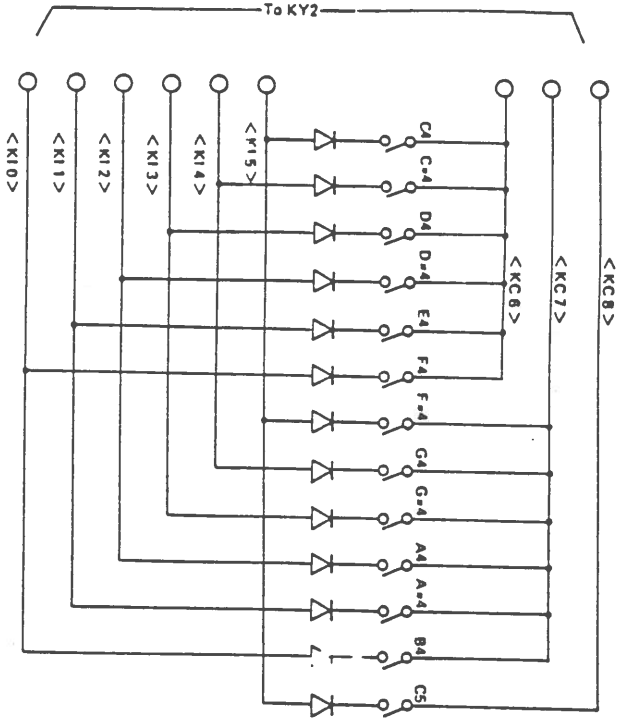 To KY2
<KI0>
<KI1>
<KI2>
<KI3>
<KI4>
<KI5>
<KC6>
<KC7>
<KC8>
C4
C#4
D4
D#4
E4
F4
F#4
G4
G#4
A4
A#4
B4
C5